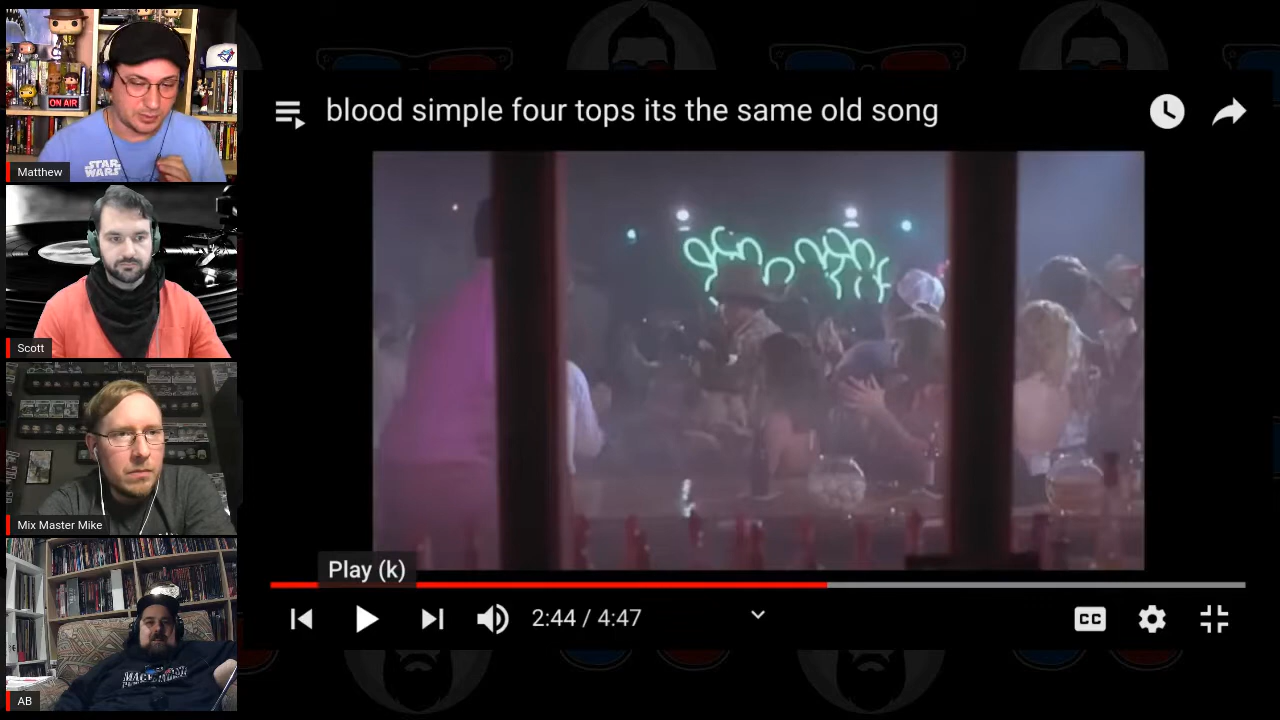 ON AIR
STAR
WARS
Matthew
Scott
Mix Master Mike
AB
blood simple four tops its the same old song
Play (k)
2:44 / 4:47
CC